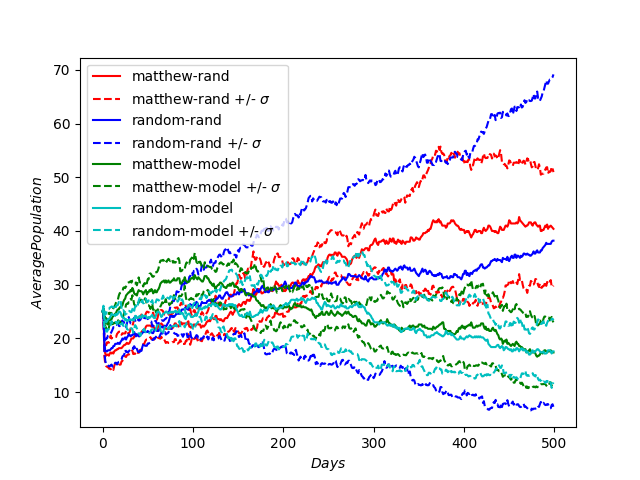 70
60
50
40
30
20
10
AveragePopulation
matthew-rand
matthew-rand +/- σ
random-rand
random-rand +/- σ
matthew-model
matthew-model +/- σ
random-model
random-model +/- σ
0
100
200
300
400
500
Days